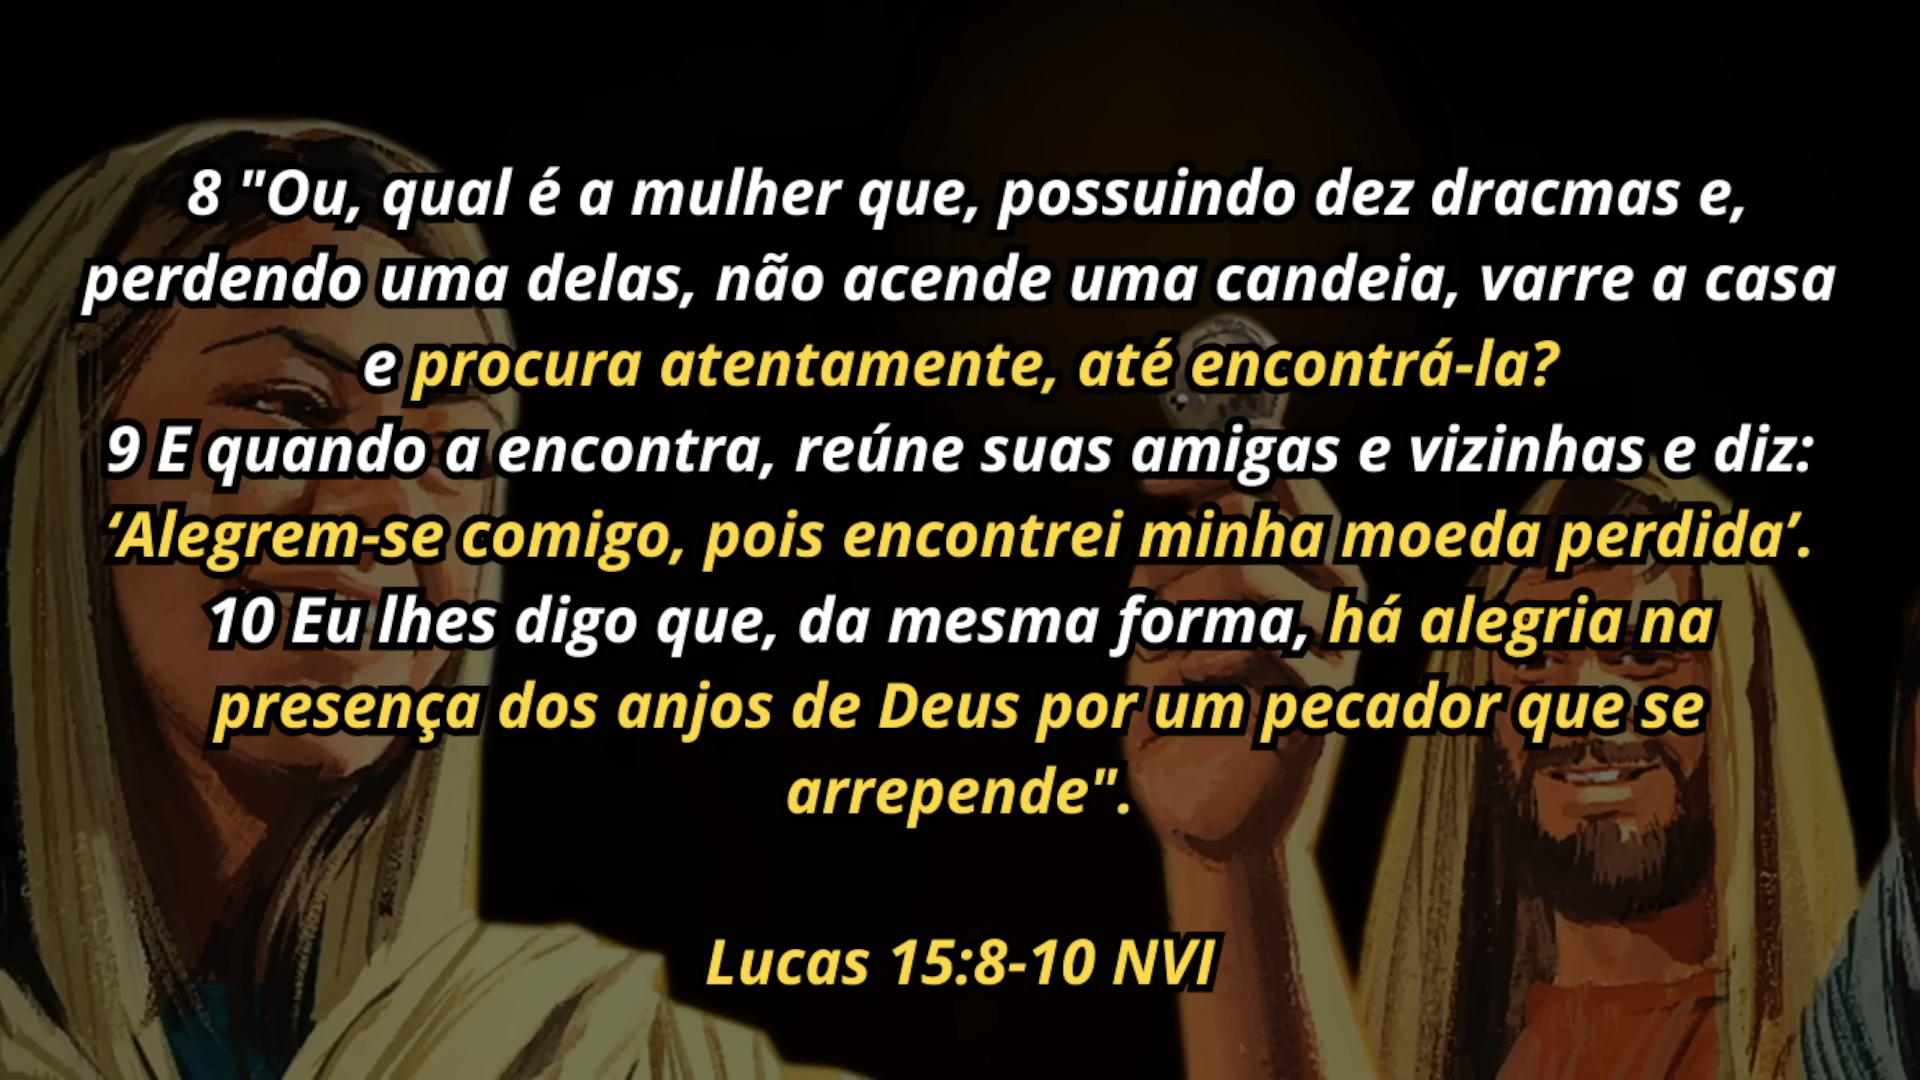 8 "Ou, qual é a mulher que, possuindo dez dracmas e,
perdendo uma delas, não acende uma candeia, varre a casa
e procura atentamente, até encontrá-la?
9 E quando a encontra, reúne suas amigas e vizinhas e diz:
‘Alegrem-se comigo, pois encontrei minha moeda perdida’.
10 Eu lhes digo que, da mesma forma, há alegria na
presença dos anjos de Deus por um pecador que se
arrepende".
Lucas 15:8-10 NVI